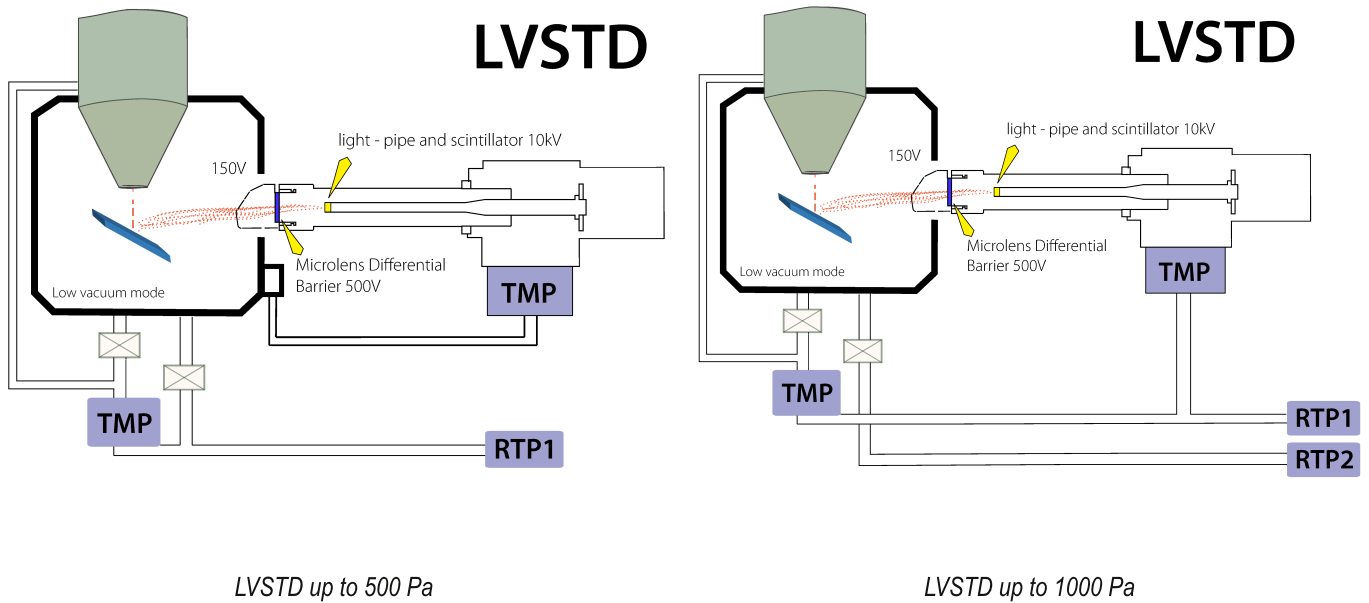 LVSTD
light - pipe and scintillator 10kV
150V
Microlens Differential
Barrier 500V
Low vacuum mode
TMP
TMP
RTP1
LVSTD up to 500 Pa
LVSTD
light - pipe and scintillator 10kV
150V
Microlens Differential
Barrier 500V
Low vacuum mode
TMP
TMP
RTP1
RTP2
LVSTD up to 1000 Pa